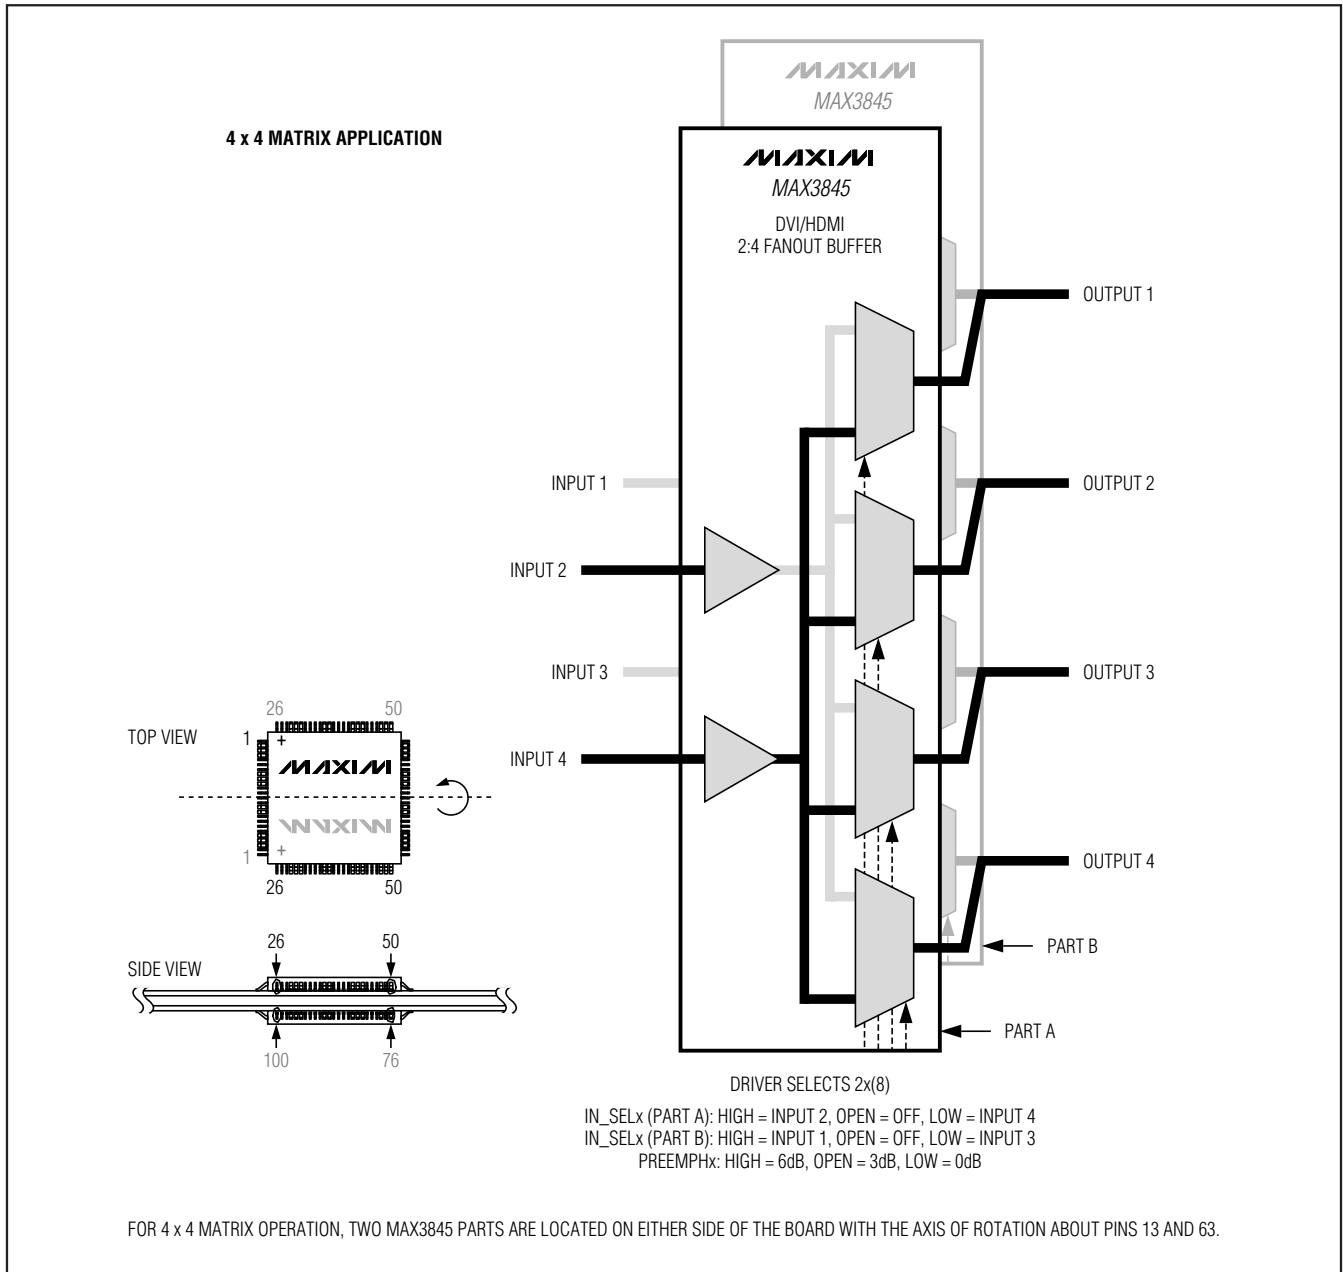 MAXIM
MAX3845
4 x 4 MATRIX APPLICATION
MAXIM
MAX3845
DVI/HDMI
2:4 FANOUT BUFFER
OUTPUT 1
INPUT 1
OUTPUT 2
INPUT 2
INPUT 3
OUTPUT 3
INPUT 4
OUTPUT 4
PART B
PART A
26 50
TOP VIEW
1
+
MAXIM
MAXIM
1
+
26 50
26 50
SIDE VIEW
100 76
DRIVER SELECTS 2x(8)
IN_SELx (PART A): HIGH = INPUT 2, OPEN = OFF, LOW = INPUT 4
IN_SELx (PART B): HIGH = INPUT 1, OPEN = OFF, LOW = INPUT 3
PREEMPHx: HIGH = 6dB, OPEN = 3dB, LOW = 0dB
FOR 4 x 4 MATRIX OPERATION, TWO MAX3845 PARTS ARE LOCATED ON EITHER SIDE OF THE BOARD WITH THE AXIS OF ROTATION ABOUT PINS 13 AND 63.